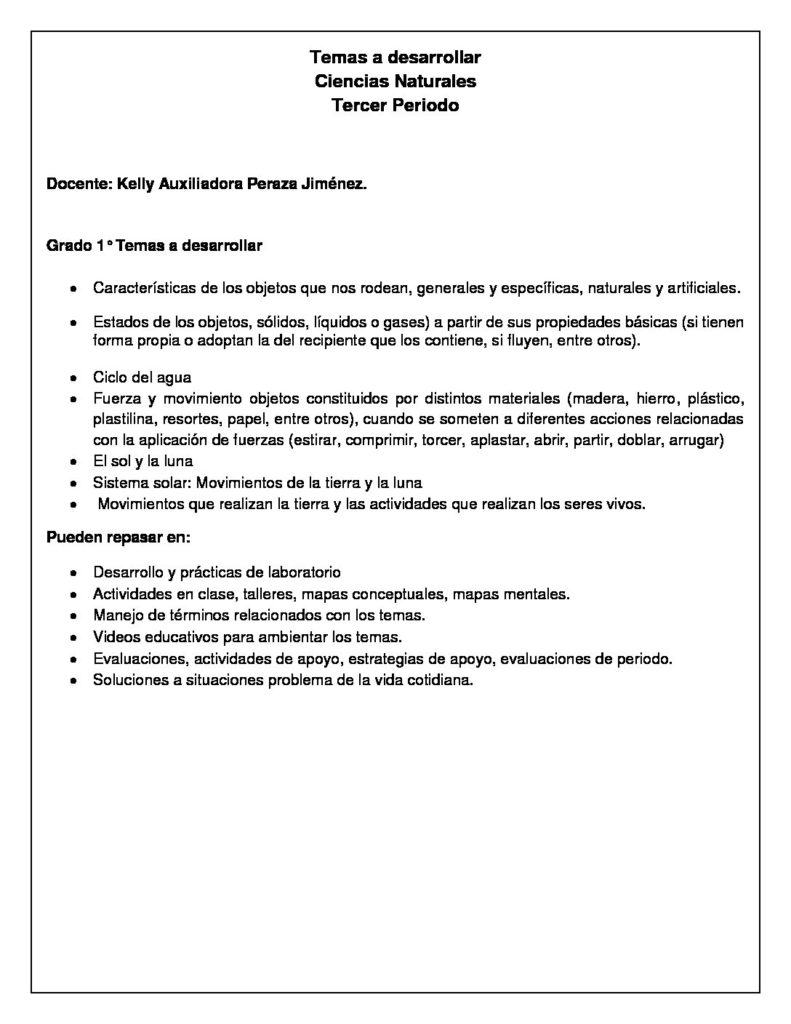 Temas a desarrollar
Ciencias Naturales
Tercer Periodo
Docente: Kelly Auxiliadora Peraza Jiménez.
Grado 1° Temas a desarrollar
• Características de los objetos que nos rodean, generales y específicas, naturales y artificiales.
• Estados de los objetos, sólidos, líquidos o gases) a partir de sus propiedades básicas (si tienen
forma propia o adoptan la del recipiente que los contiene, si fluyen, entre otros).
• Ciclo del agua
• Fuerza y movimiento objetos constituidos por distintos materiales (madera, hierro, plástico,
plastilina, resortes, papel, entre otros), cuando se someten a diferentes acciones relacionadas
con la aplicación de fuerzas (estirar, comprimir, torcer, aplastar, abrir, partir, doblar, arrugar)
• El sol y la luna
• Sistema solar: Movimientos de la tierra y la luna
• Movimientos que realizan la tierra y las actividades que realizan los seres vivos.
Pueden repasar en:
• Desarrollo y prácticas de laboratorio
• Actividades en clase, talleres, mapas conceptuales, mapas mentales.
• Manejo de términos relacionados con los temas.
• Videos educativos para ambientar los temas.
• Evaluaciones, actividades de apoyo, estrategias de apoyo, evaluaciones de periodo.
• Soluciones a situaciones problema de la vida cotidiana.